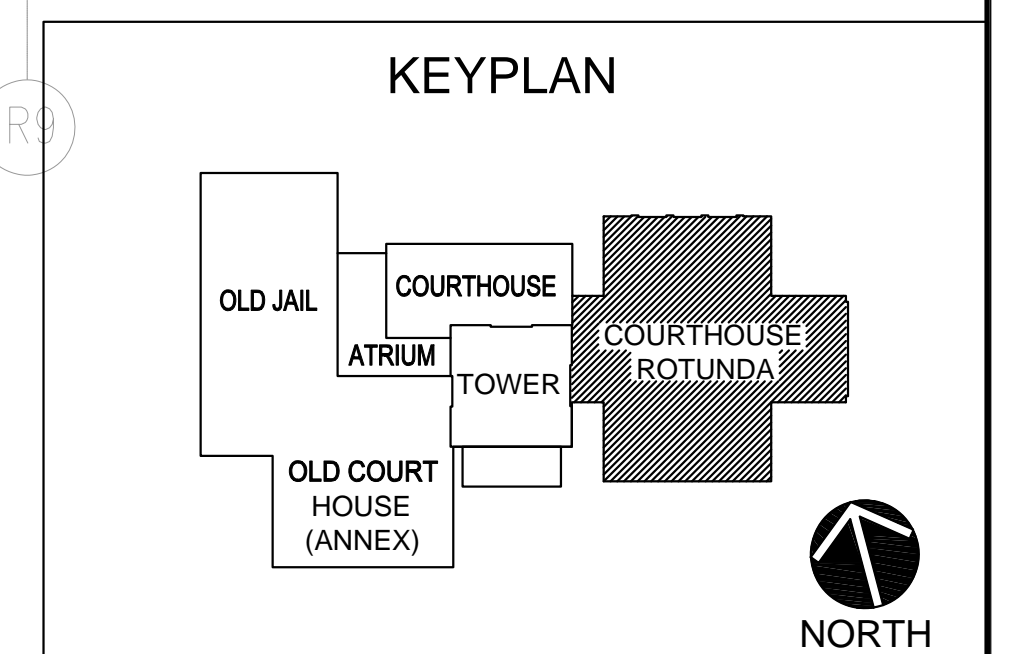 KEYPLAN
R9
OLD JAIL
COURTHOUSE
ATRIUM
TOWER
COURTHOUSE
ROTUNDA
OLD COURT
HOUSE
(ANNEX)
NORTH